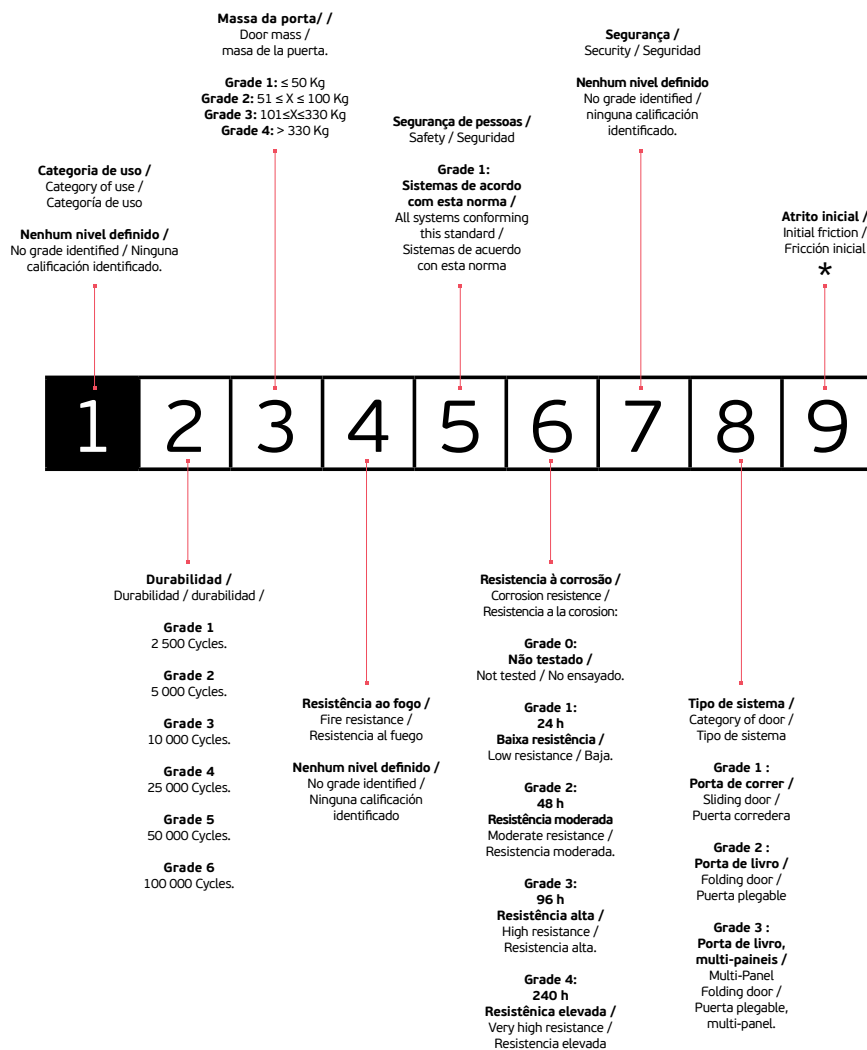 Massa da porta/ /
Door mass /
masa de la puerta.
Grade 1: ≤ 50 Kg
Grade 2: 51 ≤ X ≤ 100 Kg
Grade 3: 101≤X≤330 Kg
Grade 4: > 330 Kg
Segurança /
Security / Seguridad
Nenhum nivel definido
No grade identified /
ninguna calificación
identificado.
Segurança de pessoas /
Safety / Seguridad
Grade 1:
Sistemas de acordo
com esta norma /
All systems conforming
this standard /
Sistemas de acuerdo
con esta norma
Categoria de uso /
Category of use /
Categoría de uso
Nenhum nivel definido /
No grade identified / Ninguna
calificación identificado.
Atrito inicial /
Initial friction /
Fricción inicial
*
1 2 3 4 5 6 7 8 9
Durabilidad /
Durabilidad / durabilidad /
Grade 1
2 500 Cycles.
Grade 2
5 000 Cycles.
Grade 3
10 000 Cycles.
Grade 4
25 000 Cycles.
Grade 5
50 000 Cycles.
Grade 6
100 000 Cycles.
Resistência ao fogo /
Fire resistance /
Resistencia al fuego
Nenhum nivel definido /
No grade identified /
Ninguna calificación
identificado
Resistencia à corrosão /
Corrosion resistence /
Resistencia a la corosion:
Grade 0:
Não testado /
Not tested / No ensayado.
Grade 1:
24 h
Baixa resistência /
Low resistance / Baja.
Grade 2:
48 h
Resistência moderada
Moderate resistance /
Resistencia moderada.
Grade 3:
96 h
Resistência alta /
High resistance /
Resistencia alta.
Grade 4:
240 h
Resistênica elevada /
Very high resistance /
Resistencia elevada
Tipo de sistema /
Category of door /
Tipo de sistema
Grade 1 :
Porta de correr /
Sliding door /
Puerta corredera
Grade 2 :
Porta de livro /
Folding door /
Puerta plegable
Grade 3 :
Porta de livro,
multi-paineis /
Multi-Panel
Folding door /
Puerta plegable,
multi-panel.